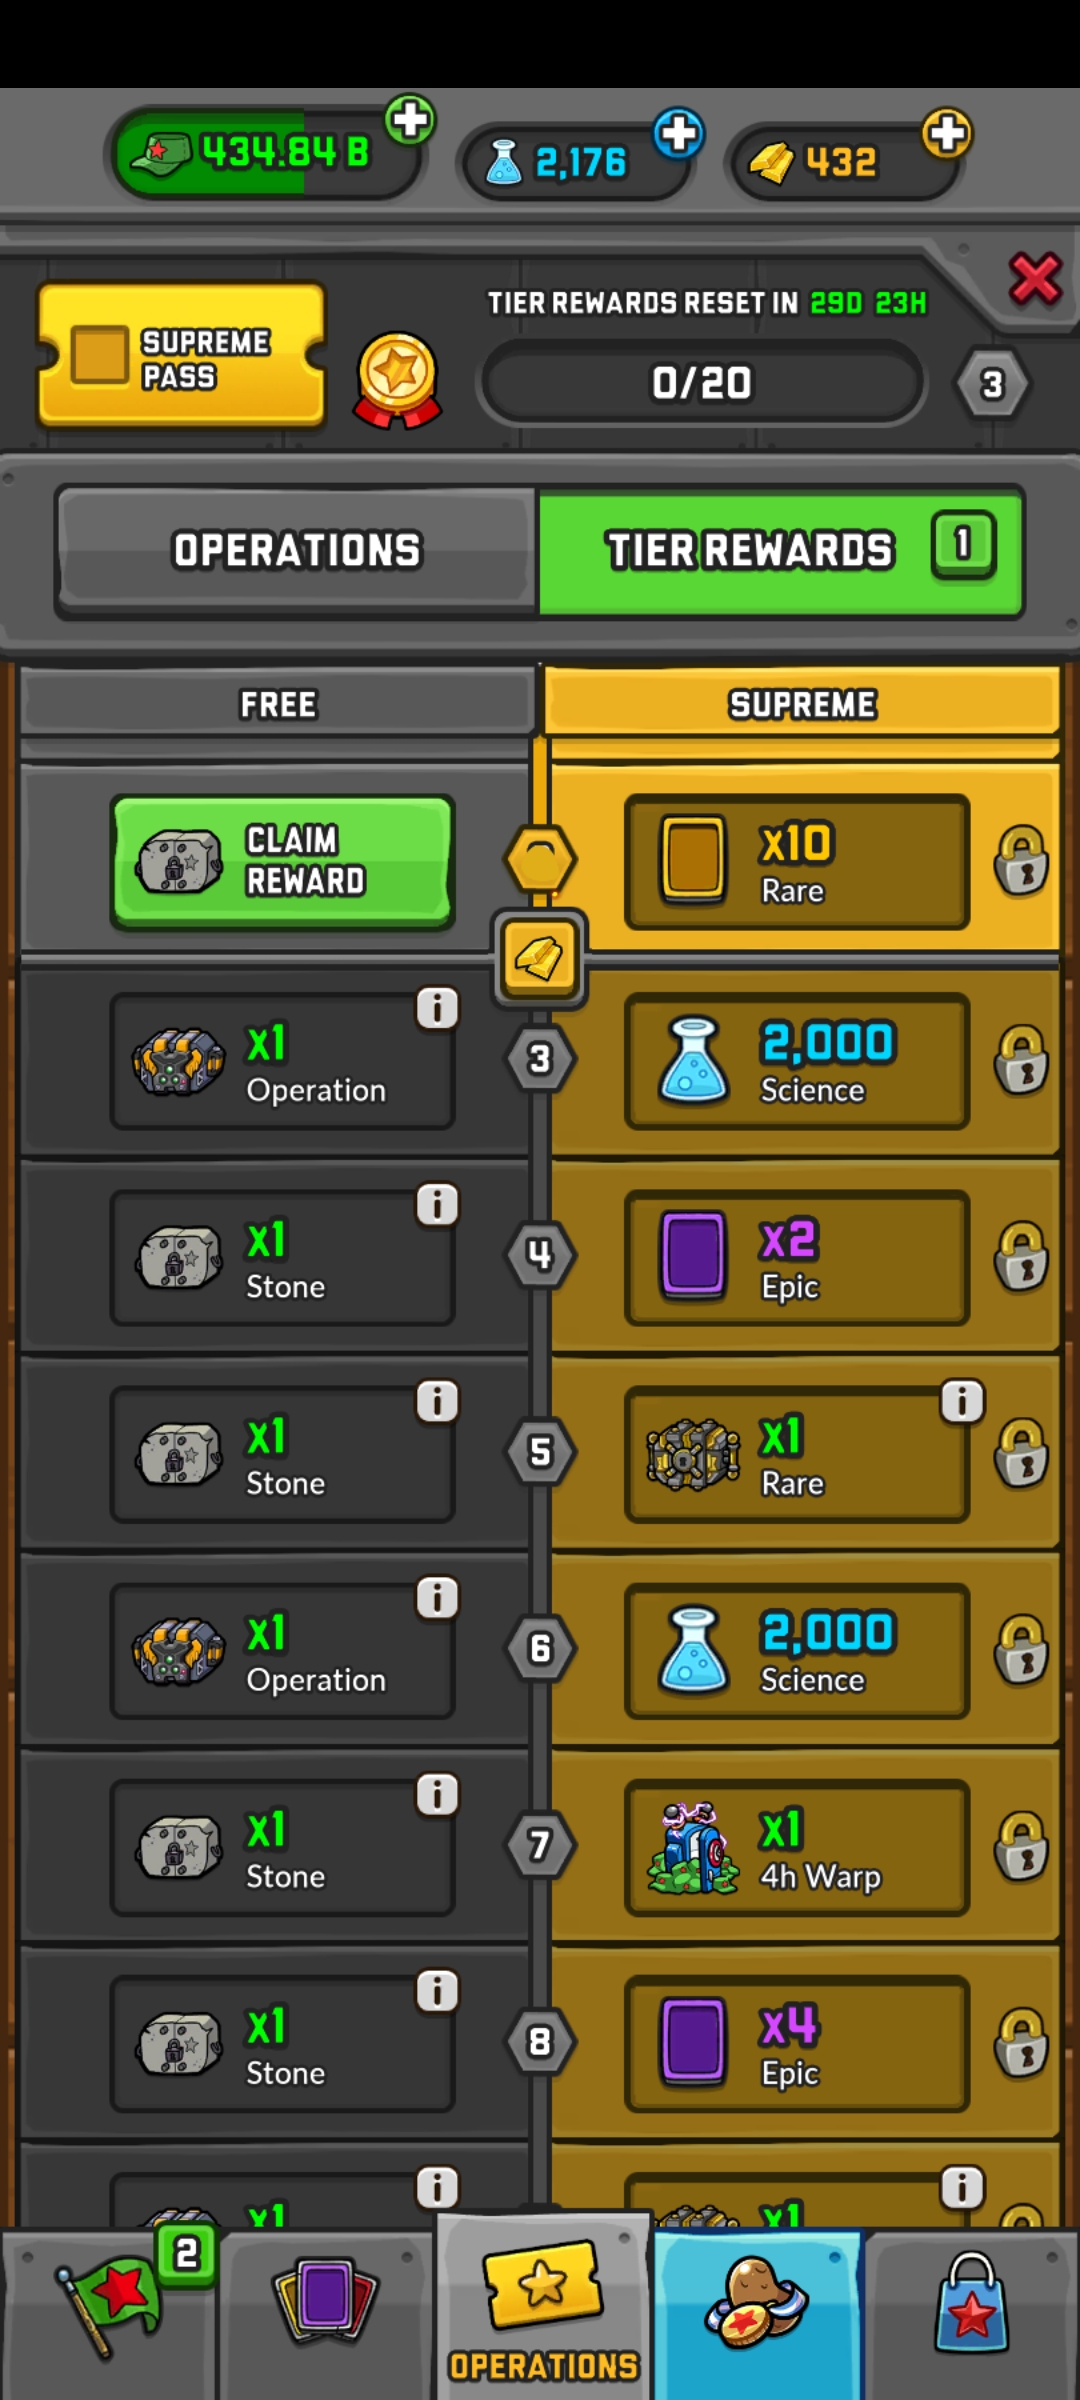 434.84 B
2,176
432
TIER REWARDS RESET IN 29D 23H
SUPREME
PASS
0/20
3
OPERATIONS
TIER REWARDS
1
FREE
SUPREME
CLAIM
REWARD
x10
Rare
i
x1
Operation
3
2,000
Science
i
x1
Stone
4
x2
Epic
i
x1
Stone
5
i
x1
Rare
i
x1
Operation
6
2,000
Science
i
x1
Stone
7
x1
4h Warp
i
x1
Stone
8
x4
Epic
i
x1
i
x1
2
OPERATIONS